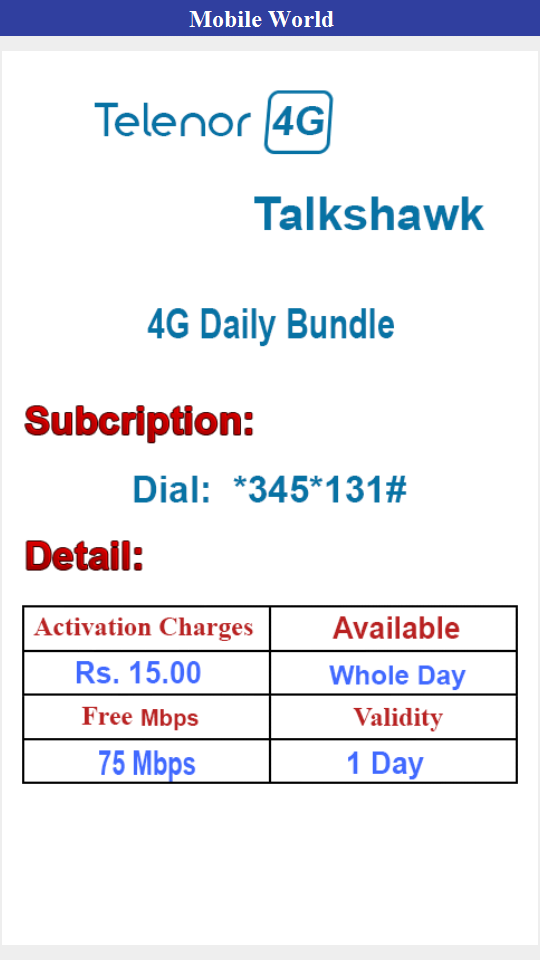 Mobile World
Telenor 4G
Talkshawk
4G Daily Bundle
Subcription:
Dial: *345*131#
Detail:
Activation Charges Available
Rs. 15.00 Whole Day
Free Mbps Validity
75 Mbps 1 Day